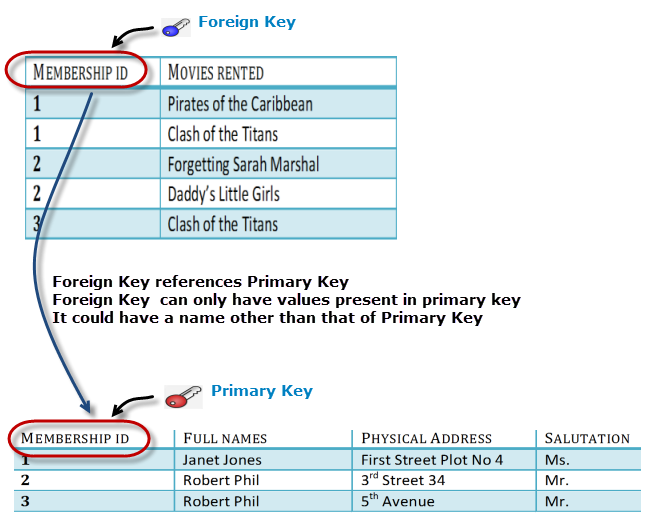 Foreign Key
MEMBERSHIP ID MOVIES RENTED
1 Pirates of the Caribbean
1 Clash of the Titans
2 Forgetting Sarah Marshal
2 Daddy's Little Girls
3 Clash of the Titans
Foreign Key references Primary Key
Foreign Key can only have values present in primary key
It could have a name other than that of Primary Key
Primary Key
MEMBERSHIP ID FULL NAMES PHYSICAL ADDRESS SALUTATION
1 Janet Jones First Street Plot No 4 Ms.
2 Robert Phil 3rd Street 34 Mr.
3 Robert Phil 5th Avenue Mr.